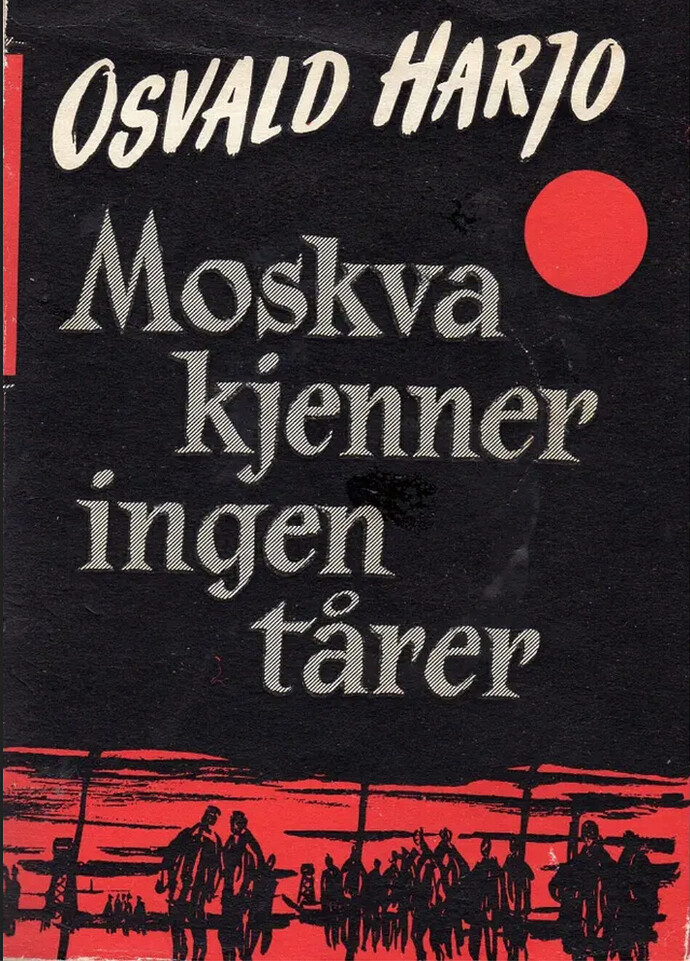 OSVALD HARJO
Moskva
kjenner
ingen
tårer